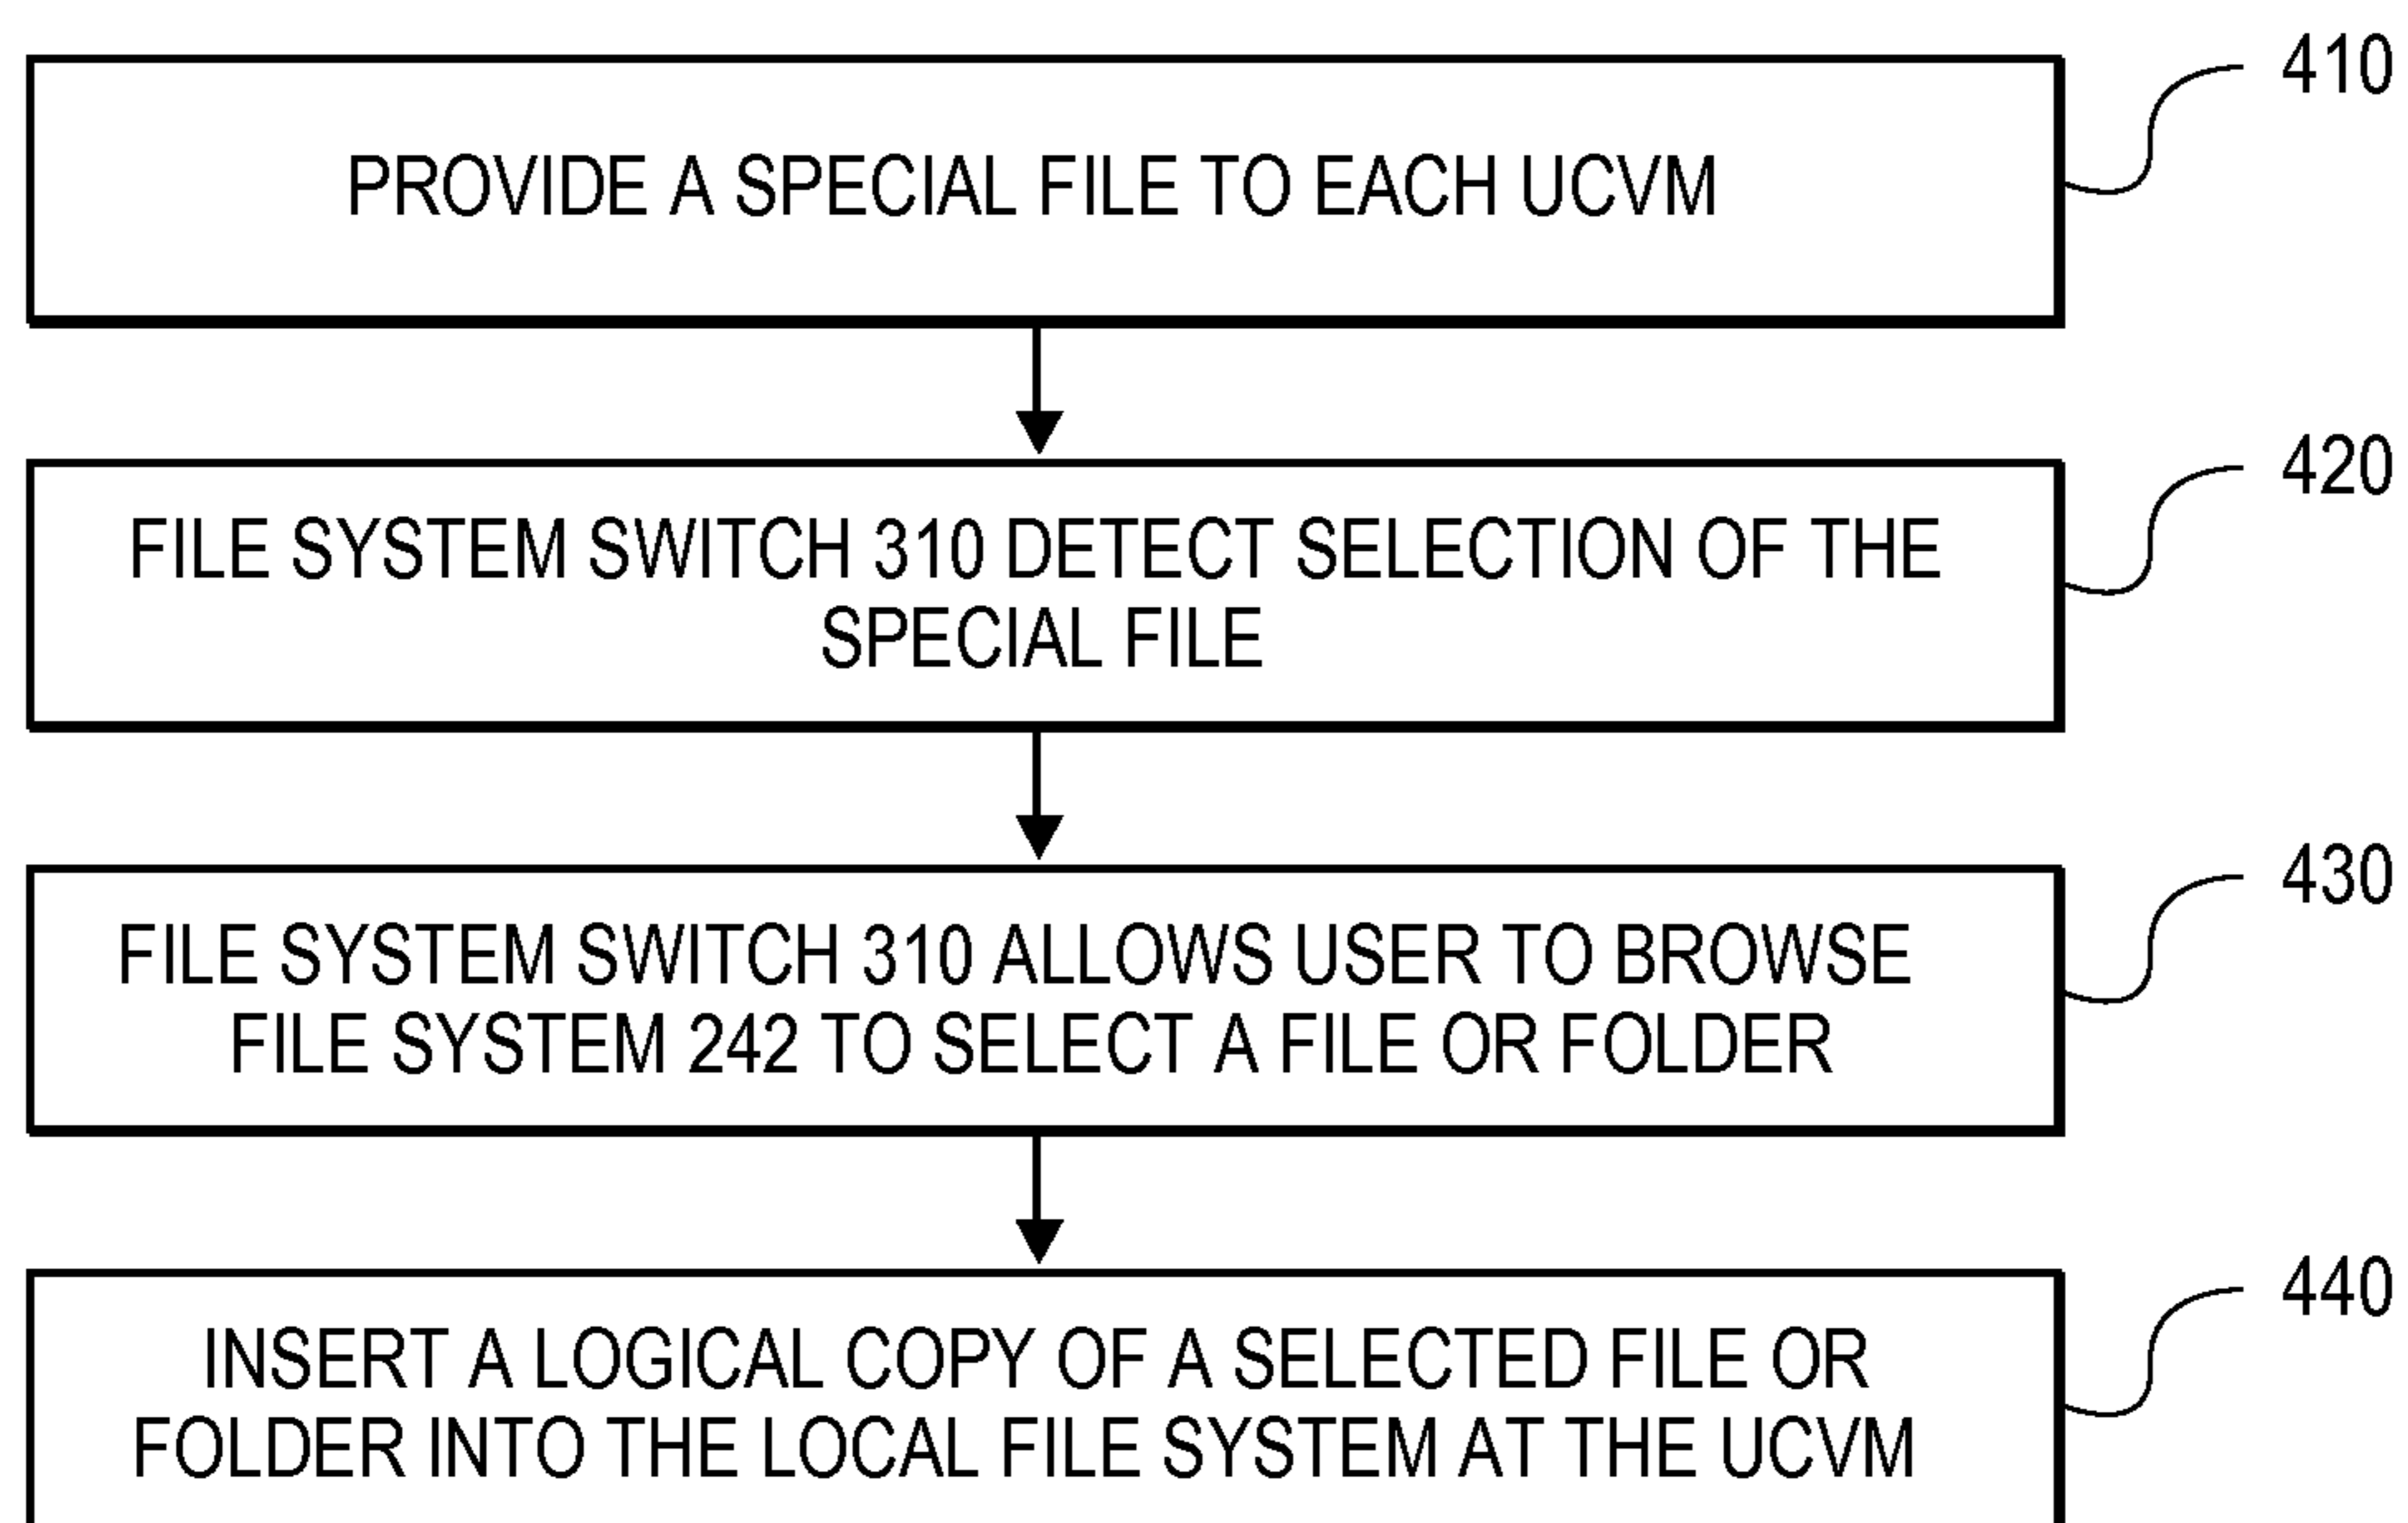 410
PROVIDE A SPECIAL FILE TO EACH UCVM
420
FILE SYSTEM SWITCH 310 DETECT SELECTION OF THE
SPECIAL FILE
430
FILE SYSTEM SWITCH 310 ALLOWS USER TO BROWSE
FILE SYSTEM 242 TO SELECT A FILE OR FOLDER
440
INSERT A LOGICAL COPY OF A SELECTED FILE OR
FOLDER INTO THE LOCAL FILE SYSTEM AT THE UCVM